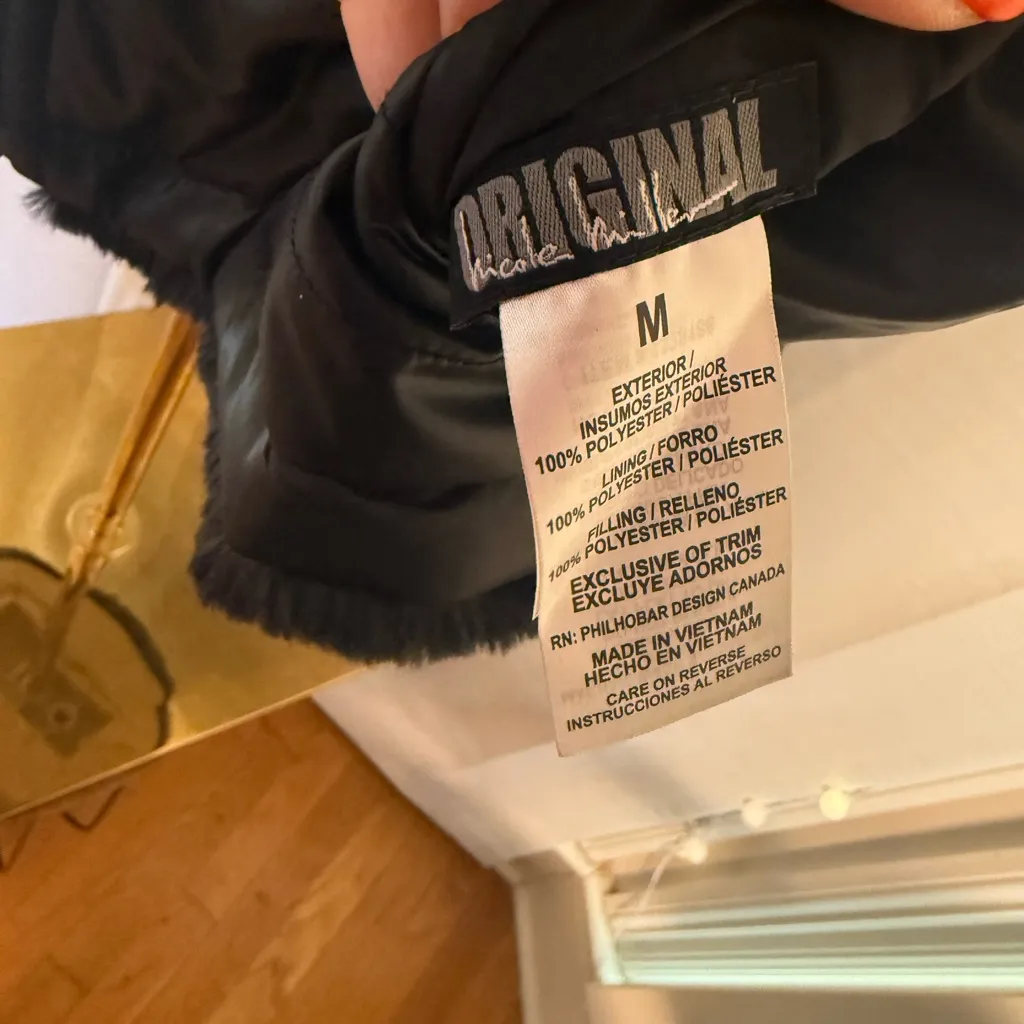 ORIGINAL
Nicole Miller
M
EXTERIOR /
INSUMOS EXTERIOR
100% POLYESTER / POLIÉSTER
LINING / FORRO
100% POLYESTER / POLIÉSTER
FILLING / RELLENO
100% POLYESTER / POLIÉSTER
EXCLUSIVE OF TRIM
EXCLUYE ADORNOS
RN: PHILHOBAR DESIGN CANADA
MADE IN VIETNAM
HECHO EN VIETNAM
CARE ON REVERSE
INSTRUCCIONES AL REVERSO